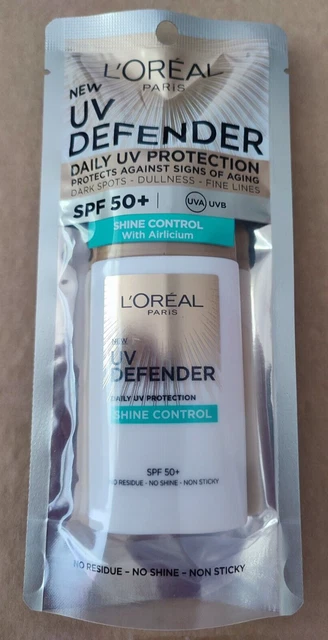 L'ORÉAL
PARIS
NEW
UV
DEFENDER
DAILY UV PROTECTION
PROTECTS AGAINST SIGNS OF AGING
DARK SPOTS - DULLNESS - FINE LINES
SPF 50+ | UVA UVB
SHINE CONTROL
With Airlicium
L'ORÉAL
PARIS
NEW
UV
DEFENDER
DAILY UV PROTECTION
SHINE CONTROL
SPF 50+
NO RESIDUE - NO SHINE - NON STICKY
NO RESIDUE – NO SHINE – NON STICKY